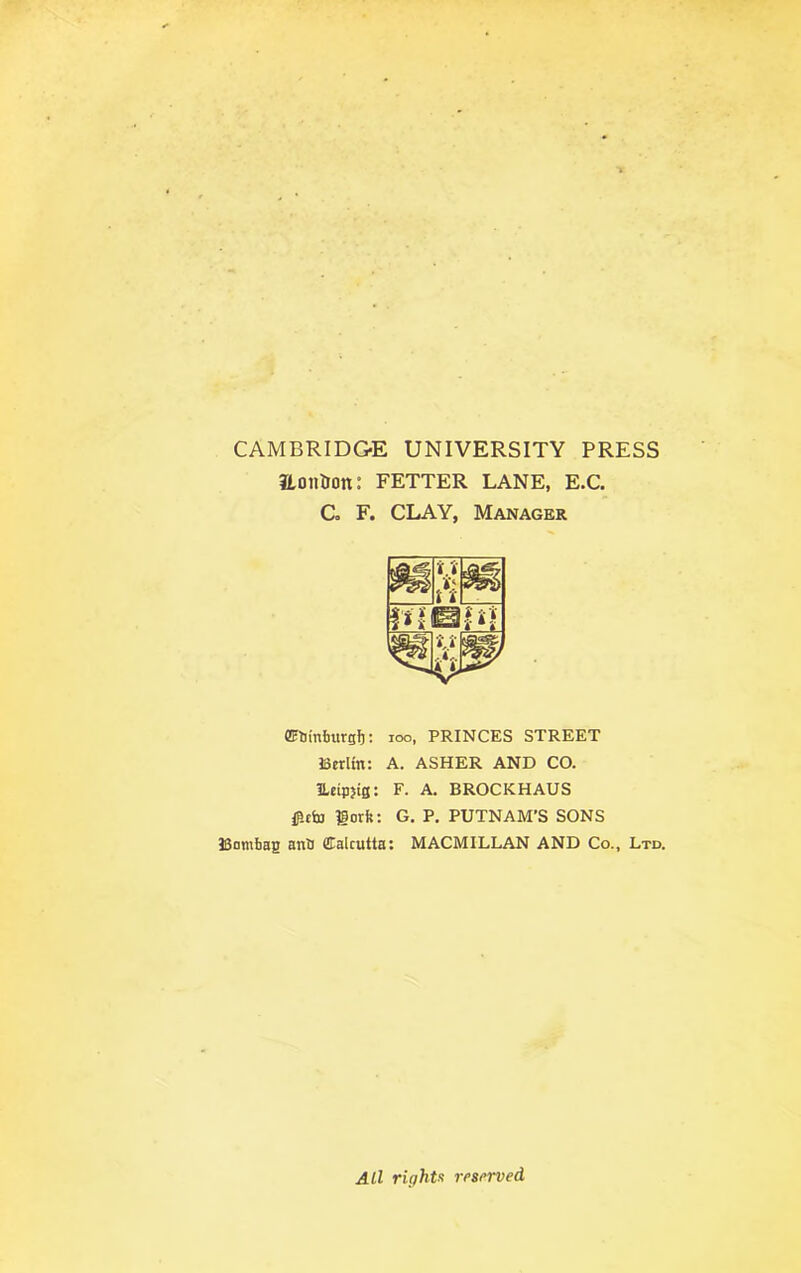 CAMBRIDGE UNIVERSITY PRESS
London: FETTER LANE, E.C.
C. F. CLAY, MANAGER
Edinburgh: 100, PRINCES STREET
Berlin: A. ASHER AND CO.
Leipzig: F. A. BROCKHAUS
New York: G. P. PUTNAM'S SONS
Bombay and Calcutta: MACMILLAN AND Co., LTD.
All rights reserved